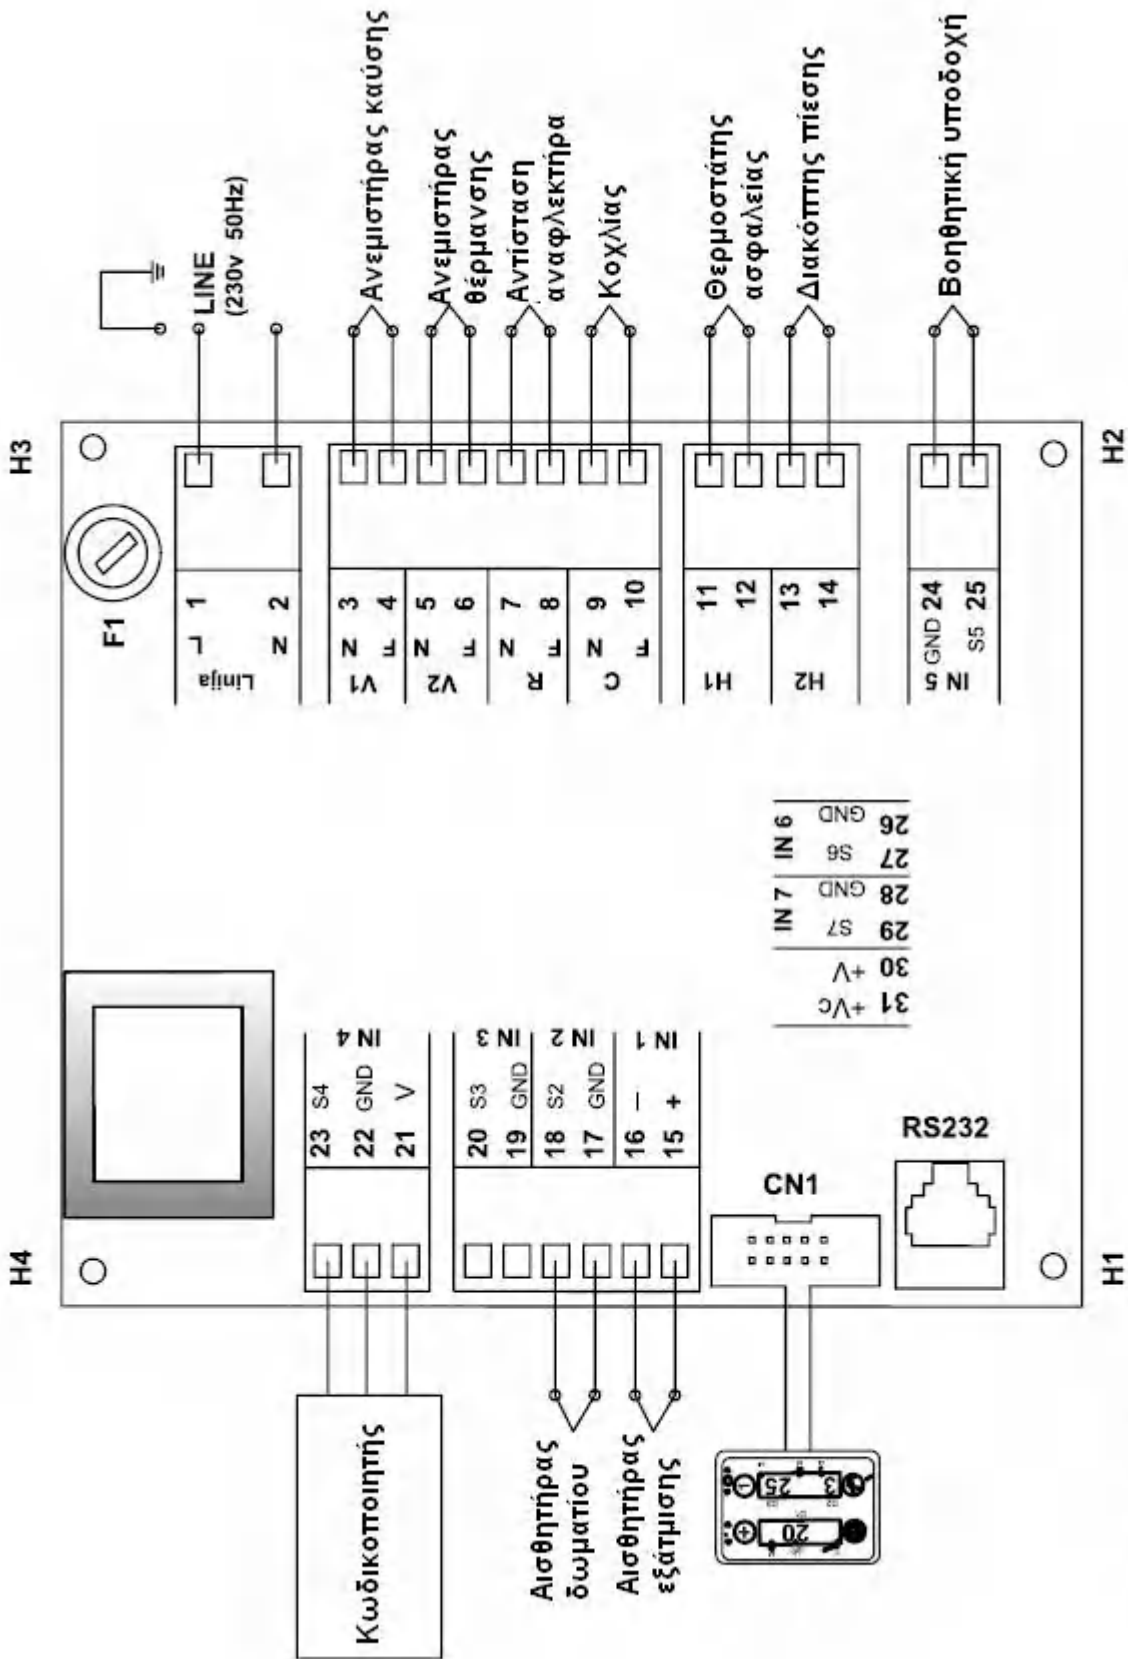 H3
H2
LINE
(230v 50Hz)
Ανεμιστήρας καύσης
Ανεμιστήρας
θέρμανσης
Αντίσταση
αναφλεκτήρα
Κοχλίας
Θερμοστάτης
ασφαλείας
Διακόπτης πίεσης
Βοηθητική υποδοχή
F1
1
2
3
4
5
6
7
8
9
10
11
12
13
14
GND 24
S5 25
L
N
N
F
N
F
N
F
N
F
Linija
V1
V2
R
C
H1
H2
IN 5
IN 6
GND 26
S6 27
IN 7
GND 28
S7 29
+V 30
+Vc 31
IN 4
IN 3
IN 2
IN 1
23 S4
22 GND
21 V
20 S3
19 GND
18 S2
17 GND
16 −
15 +
CN1
RS232
H4
H1
Κωδικοποιητής
Αισθητήρας
δωματίου
Αισθητήρας
εξάτμισης
25
3
20